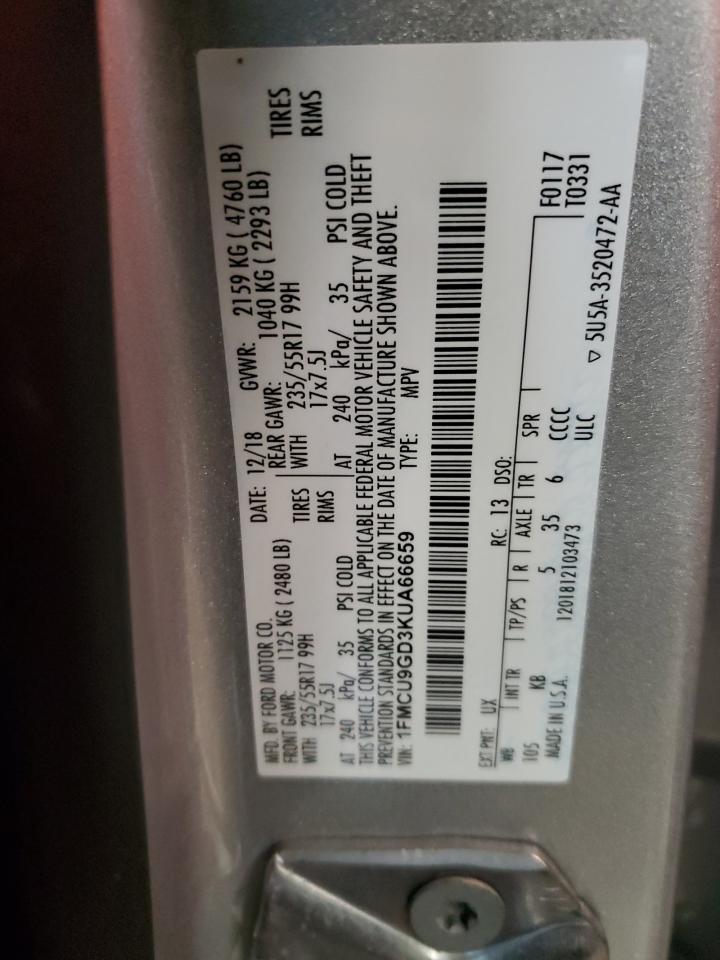 MFD. BY FORD MOTOR CO.
DATE: 12/18 GVWR: 2159 KG ( 4760 LB)
FRONT GAWR: 1125 KG ( 2480 LB) REAR GAWR: 1040 KG ( 2293 LB)
WITH 235/55R17 99H TIRES WITH 235/55R17 99H TIRES
17x7.5J RIMS 17x7.5J RIMS
AT 240 kPa/ 35 PSI COLD AT 240 kPa/ 35 PSI COLD
THIS VEHICLE CONFORMS TO ALL APPLICABLE FEDERAL MOTOR VEHICLE SAFETY AND THEFT
PREVENTION STANDARDS IN EFFECT ON THE DATE OF MANUFACTURE SHOWN ABOVE.
VIN: 1FMCU9GD3KUA66659 TYPE: MPV
EXT PNT: UX RC: 13 DSO:
WB INT TR TP/PS R AXLE TR SPR F0117
105 KB 5 35 6 CCCC T0331
MADE IN U.S.A. 1201812103473 ULC
▽ 5U5A-3520472-AA